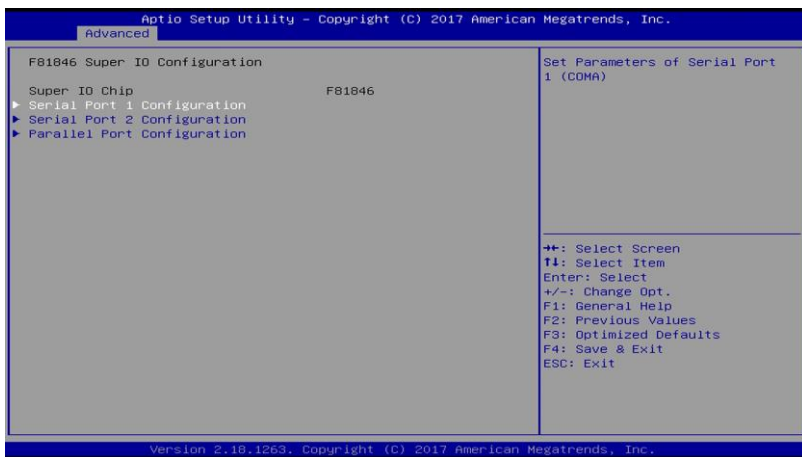 Aptio Setup Utility – Copyright (C) 2017 American Megatrends, Inc.
Advanced
F81846 Super IO Configuration
Super IO Chip F81846
▶ Serial Port 1 Configuration
▶ Serial Port 2 Configuration
▶ Parallel Port Configuration
Set Parameters of Serial Port
1 (COMA)
→←: Select Screen
↑↓: Select Item
Enter: Select
+/-: Change Opt.
F1: General Help
F2: Previous Values
F3: Optimized Defaults
F4: Save & Exit
ESC: Exit
Version 2.18.1263. Copyright (C) 2017 American Megatrends, Inc.